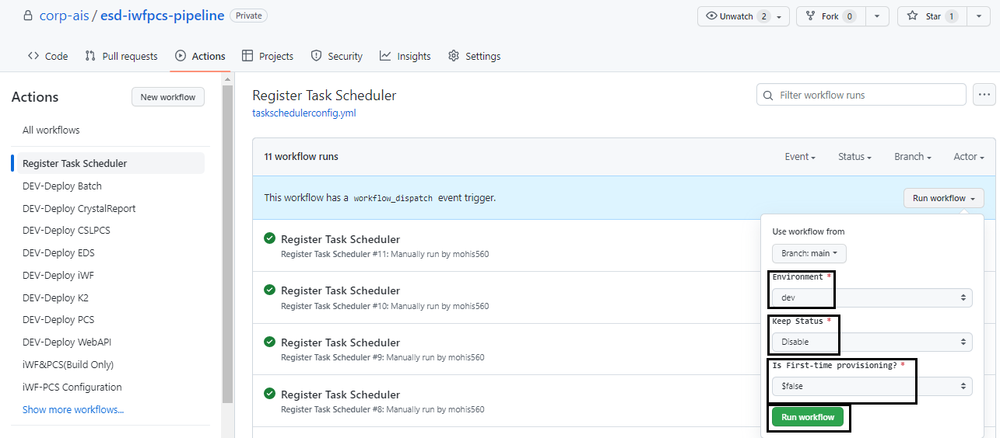 corp-ais / esd-iwfpcs-pipeline Private
Unwatch 2 Fork 0 Star 1
Code Pull requests Actions Projects Security Insights Settings
Actions New workflow
All workflows
Register Task Scheduler
DEV-Deploy Batch
DEV-Deploy CrystalReport
DEV-Deploy CSLPCS
DEV-Deploy EDS
DEV-Deploy iWF
DEV-Deploy K2
DEV-Deploy PCS
DEV-Deploy WebAPI
iWF&PCS(Build Only)
iWF-PCS Configuration
Show more workflows...
Register Task Scheduler
taskschedulerconfig.yml
Filter workflow runs
11 workflow runs
Event Status Branch Actor
This workflow has a workflow_dispatch event trigger.
Run workflow
Register Task Scheduler
Register Task Scheduler #11: Manually run by mohis560
Register Task Scheduler
Register Task Scheduler #10: Manually run by mohis560
Register Task Scheduler
Register Task Scheduler #9: Manually run by mohis560
Register Task Scheduler
Register Task Scheduler #8: Manually run by mohis560
Use workflow from
Branch: main
Environment *
dev
Keep Status *
Disable
Is First-time provisioning? *
$false
Run workflow